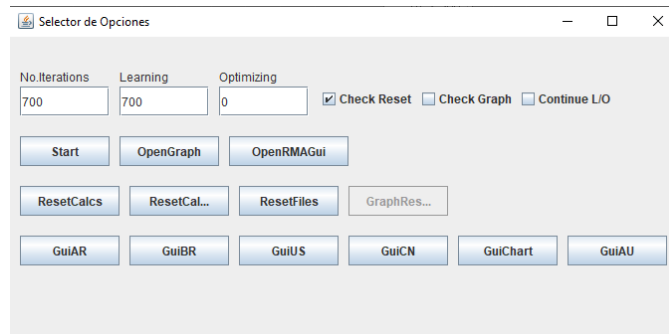 Selector de Opciones
No.Iterations Learning Optimizing
700 700 0 Check Reset Check Graph Continue L/O
Start OpenGraph OpenRMAGui
ResetCalcs ResetCal... ResetFiles GraphRes...
GuiAR GuiBR GuiUS GuiCN GuiChart GuiAU